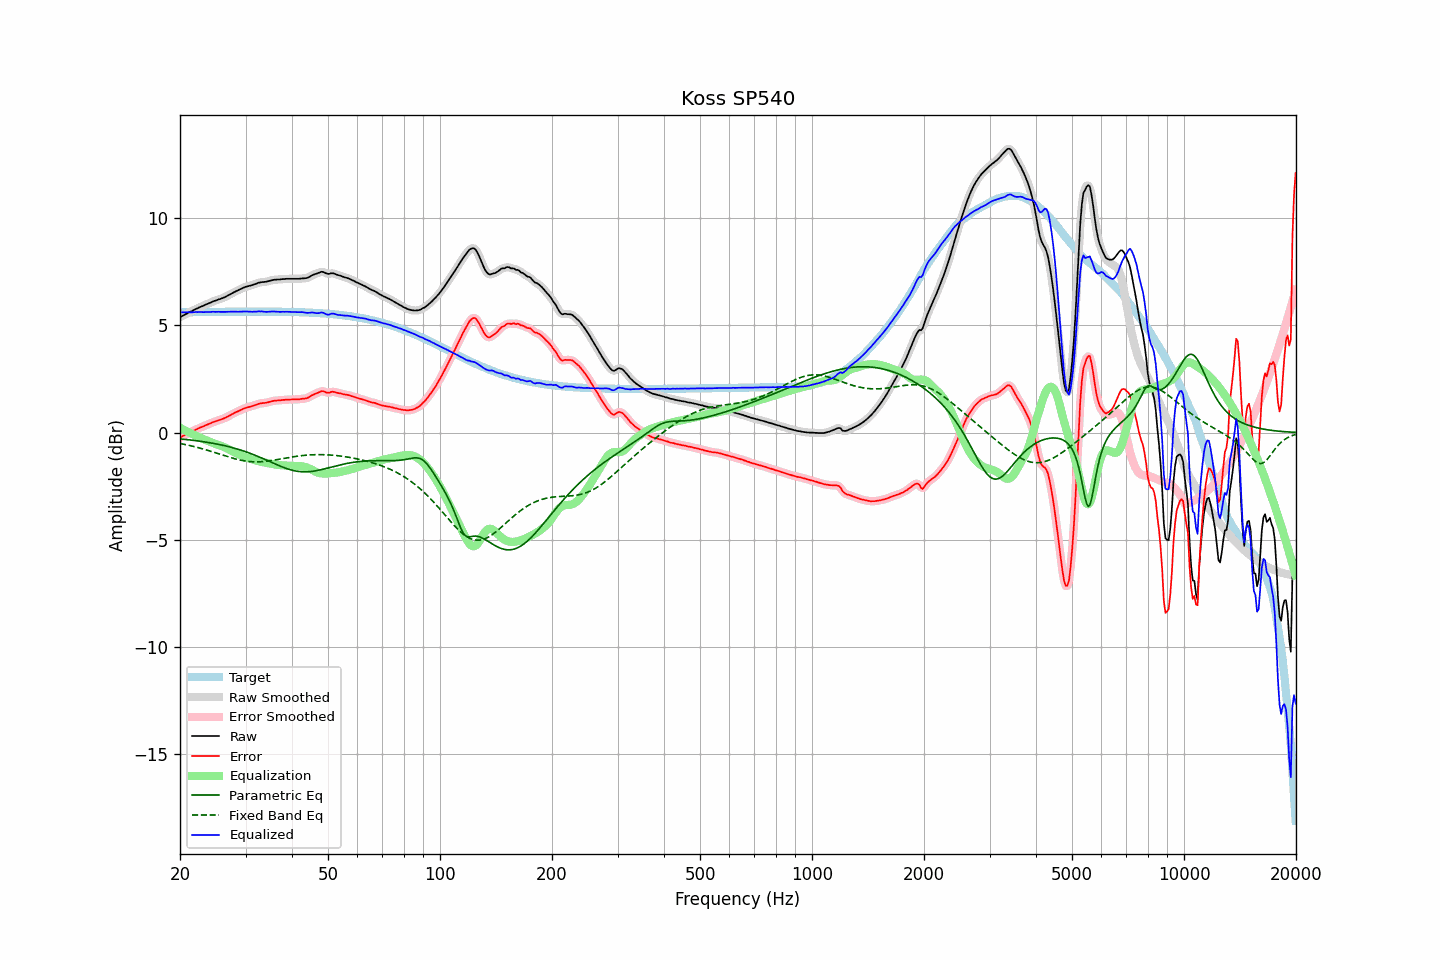 Koss SP540
Amplitude (dBr)
10
5
0
−5
−10
−15
Target
Raw Smoothed
Error Smoothed
Raw
Error
Equalization
Parametric Eq
Fixed Band Eq
Equalized
20 50 100 200 500 1000 2000 5000 10000 20000
Frequency (Hz)